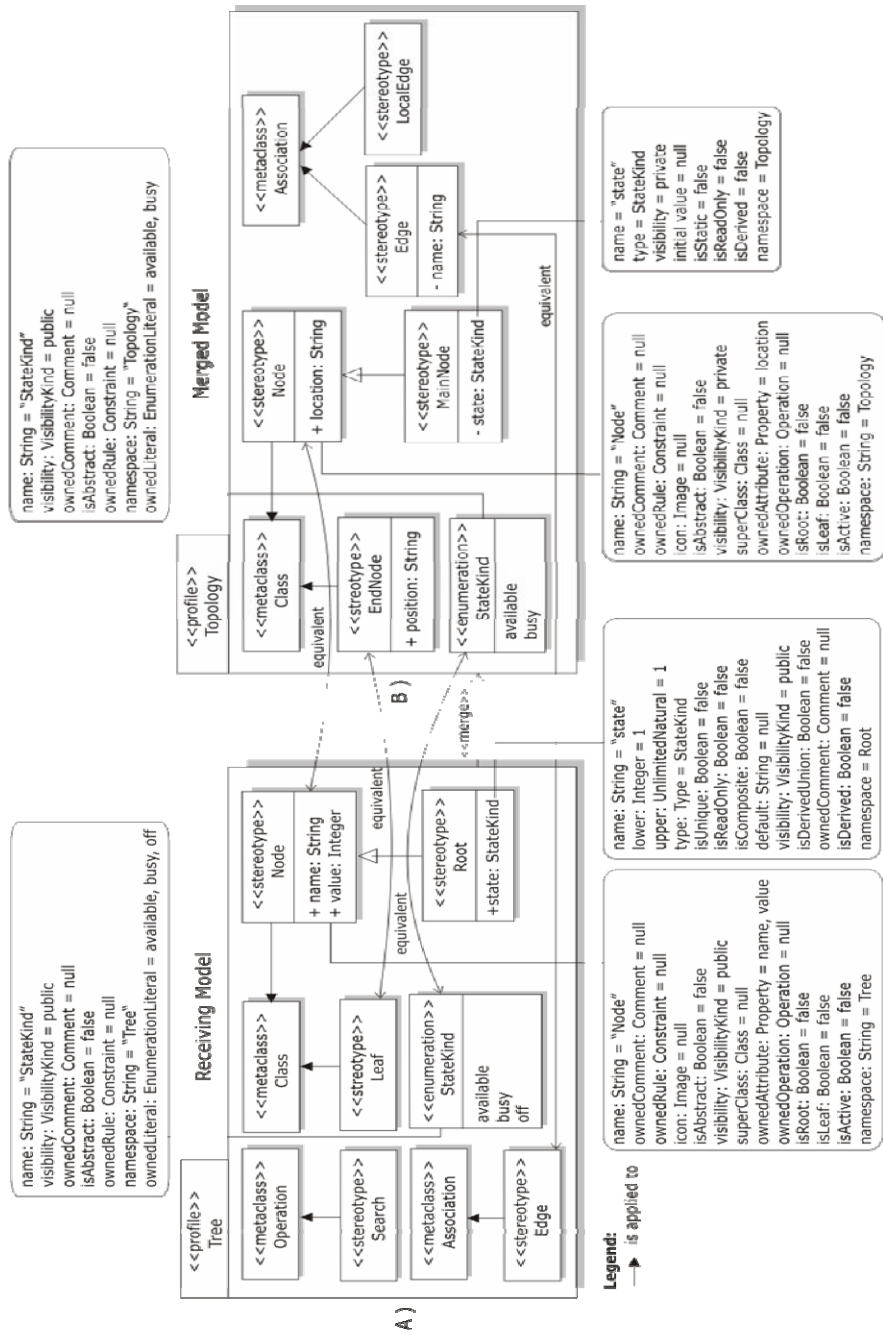 name: String = "StateKind"
visibility: VisibilityKind = public
ownedComment: Comment = null
isAbstract: Boolean = false
ownedRule: Constraint = null
namespace: String = "Tree"
ownedLiteral: EnumerationLiteral = available, busy, off
name: String = "StateKind"
visibility: VisibilityKind = public
ownedComment: Comment = null
isAbstract: Boolean = false
ownedRule: Constraint = null
namespace: String = "Topology"
ownedLiteral: EnumerationLiteral = available, busy
A)
<<profile>>
Tree
Receiving Model
<<metaclass>>
Operation
<<stereotype>>
Search
<<metaclass>>
Association
<<stereotype>>
Edge
<<metaclass>>
Class
<<streotype>>
Leaf
<<enumeration>>
StateKind
available
busy
off
<<stereotype>>
Node
+ name: String
+ value: Integer
<<stereotype>>
Root
+state: StateKind
equivalent
equivalent
equivalent
equivalent
<<merge>>
B)
<<profile>>
Topology
Merged Model
<<metaclass>>
Class
<<streotype>>
EndNode
+ position: String
<<enumeration>>
StateKind
available
busy
<<stereotype>>
Node
+ location: String
<<stereotype>>
MainNode
- state: StateKind
<<metaclass>>
Association
<<stereotype>>
Edge
- name: String
<<stereotype>>
LocalEdge
Legend:
is applied to
name: String = "Node"
ownedComment: Comment = null
ownedRule: Constraint = null
icon: Image = null
isAbstract: Boolean = false
visibility: VisibilityKind = public
superClass: Class = null
ownedAttribute: Property = name, value
ownedOperation: Operation = null
isRoot: Boolean = false
isLeaf: Boolean = false
isActive: Boolean = false
namespace: String = Tree
name: String = "state"
lower: Integer = 1
upper: UnlimitedNatural = 1
type: Type = StateKind
isUnique: Boolean = false
isReadOnly: Boolean = false
isComposite: Boolean = false
default: String = null
visibility: VisibilityKind = public
isDerivedUnion: Boolean = false
ownedComment: Comment = null
isDerived: Boolean = false
namespace = Root
name: String = "Node"
ownedComment: Comment = null
ownedRule: Constraint = null
icon: Image = null
isAbstract: Boolean = false
visibility: VisibilityKind = private
superClass: Class = null
ownedAttribute: Property = location
ownedOperation: Operation = null
isRoot: Boolean = false
isLeaf: Boolean = false
isActive: Boolean = false
namespace: String = Topology
name = "state"
type = StateKind
visibility = private
initial value = null
isStatic = false
isReadOnly = false
isDerived = false
namespace = Topology